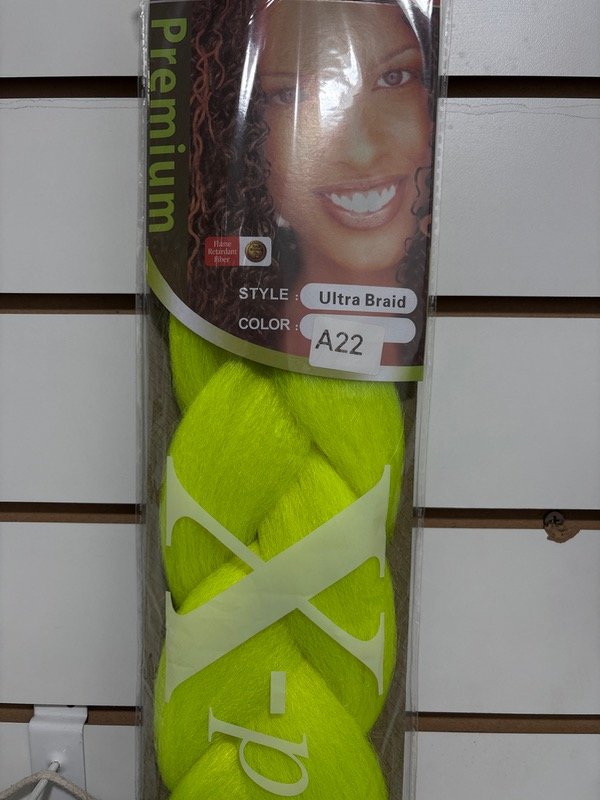 Premium
Flame
Retardant
Fiber
STYLE : Ultra Braid
COLOR : A22
X-p